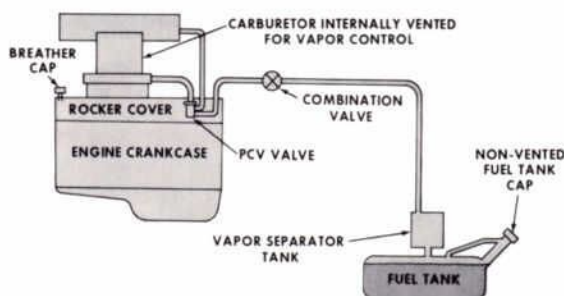 CARBURETOR INTERNALLY VENTED
FOR VAPOR CONTROL
BREATHER
CAP
ROCKER COVER
COMBINATION
VALVE
ENGINE CRANKCASE
PCV VALVE
NON-VENTED
FUEL TANK
CAP
VAPOR SEPARATOR
TANK
FUEL TANK